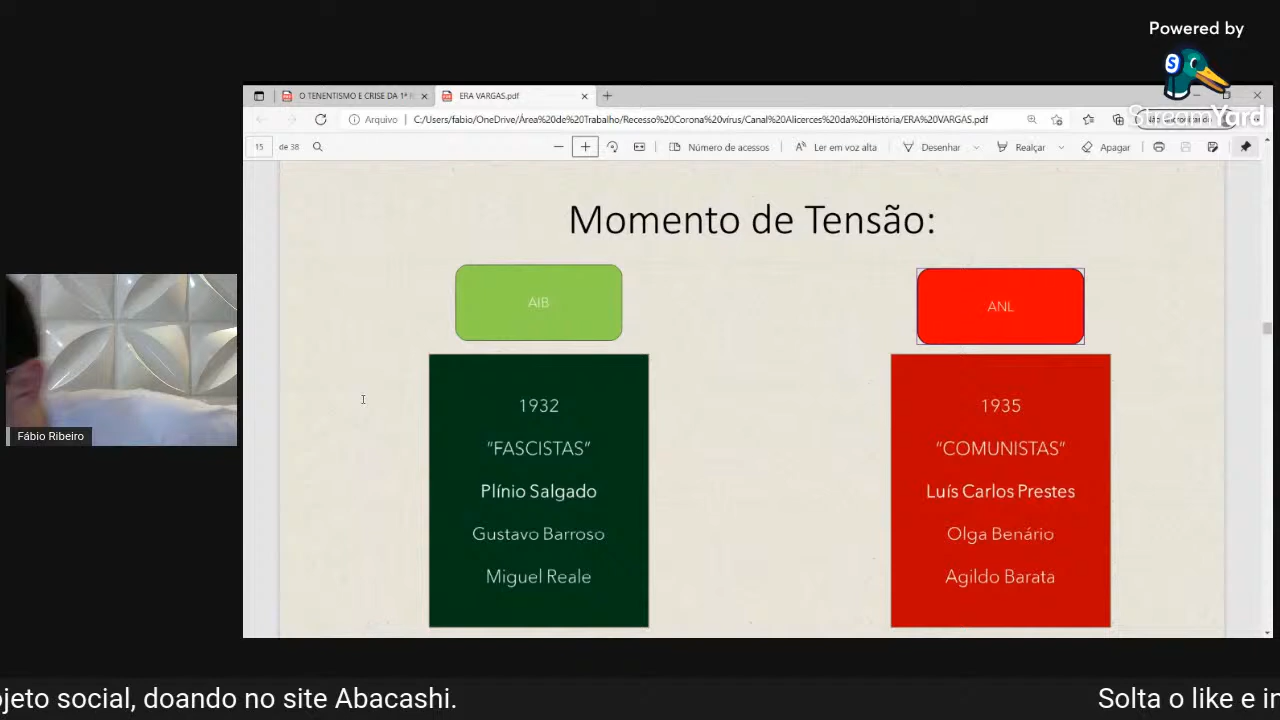 Powered by
S
StreamYard
O TENENTISMO E CRISE DA 1ª
ERA VARGAS.pdf
Arquivo
C:/Users/fabio/OneDrive/Área%20de%20Trabalho/Recesso%20Corona%20vírus/Canal%20Alicerces%20da%20História/ERA%20VARGAS.pdf
15 de 38
Número de acessos
Ler em voz alta
Desenhar
Realçar
Apagar
Momento de Tensão:
AIB
1932
"FASCISTAS"
Plínio Salgado
Gustavo Barroso
Miguel Reale
ANL
1935
“COMUNISTAS”
Luís Carlos Prestes
Olga Benário
Agildo Barata
Fábio Ribeiro
ojeto social, doando no site Abacashi.
Solta o like e